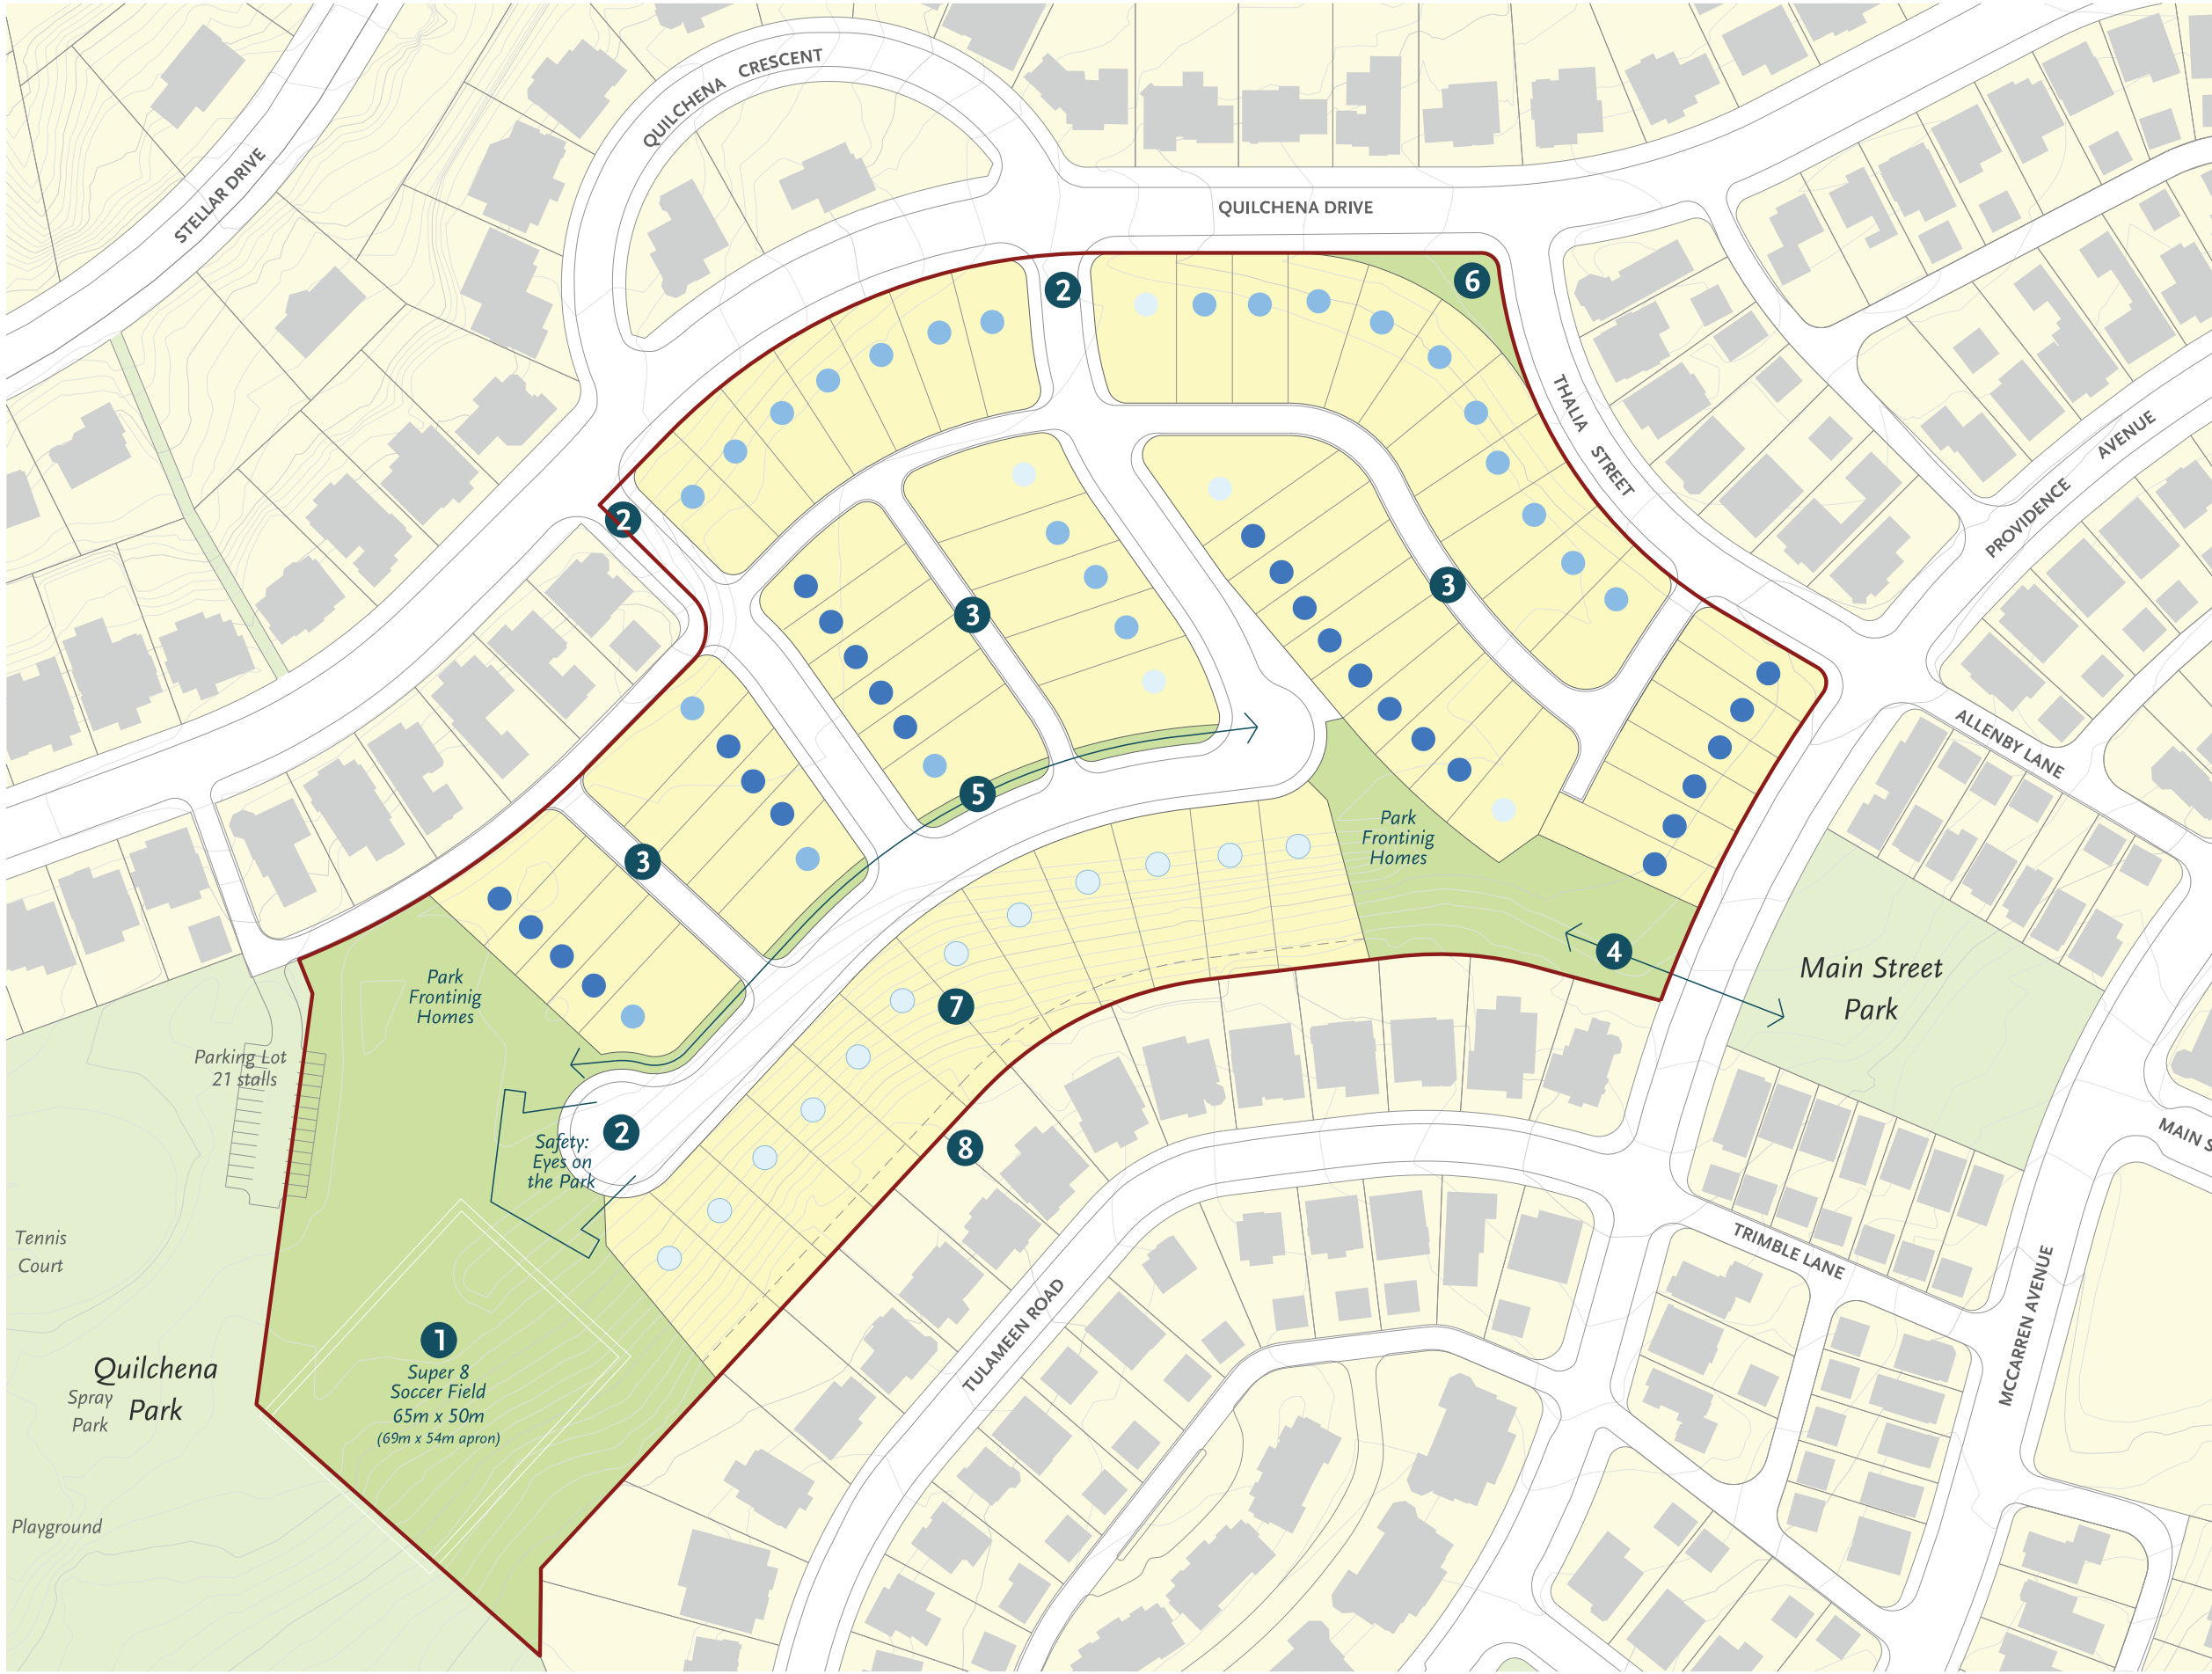 QUILCHENA CRESCENT
STELLAR DRIVE
QUILCHENA DRIVE
2
6
THALIA STREET
PROVIDENCE AVENUE
2
3
3
ALLENBY LANE
5
3
Park
Frontinig
Homes
4
Main Street
Park
Park
Frontinig
Homes
7
Parking Lot
21 stalls
2
8
Safety:
Eyes on
the Park
MAIN S
Tennis
Court
TRIMBLE LANE
TULAMEEN ROAD
MCCARREN AVENUE
1
Super 8
Soccer Field
65m x 50m
(69m x 54m apron)
Quilchena
Park
Spray
Park
Playground